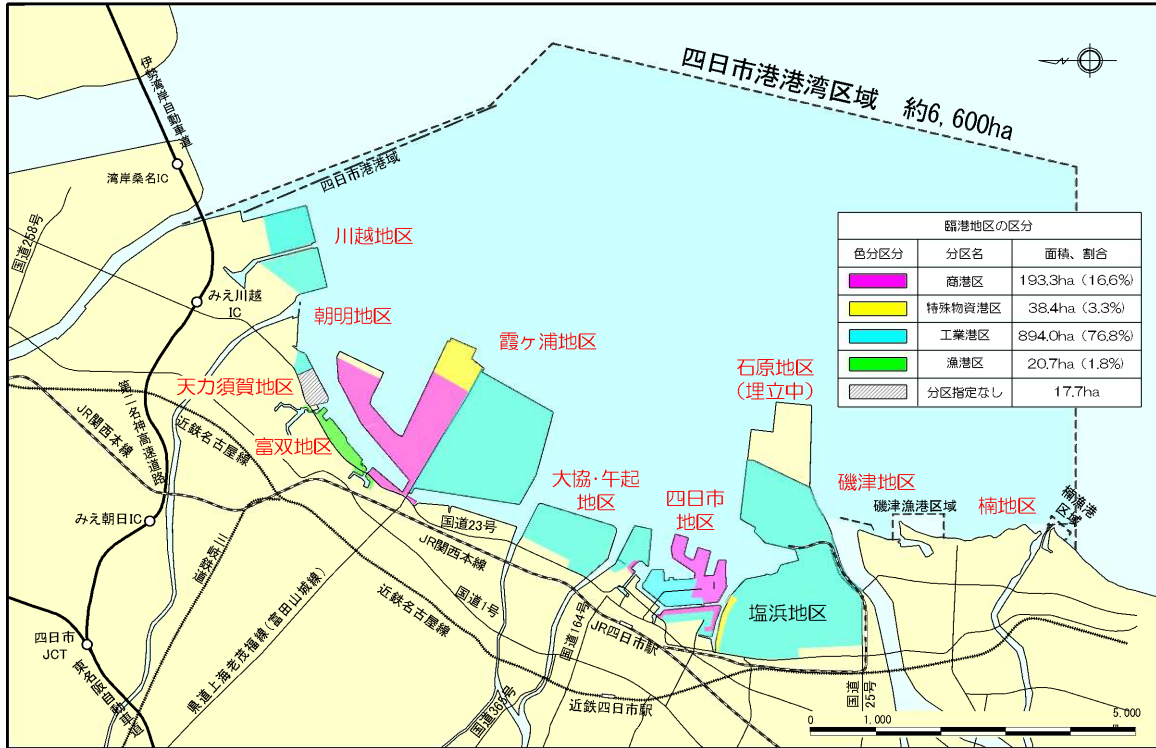 四日市港港湾区域 約6,600ha
伊勢湾岸自動車道
四日市港港域
湾岸桑名IC
国道258号
川越地区
みえ川越
IC
朝明地区
霞ヶ浦地区
天力須賀地区
石原地区
(埋立中)
臨港地区の区分
色分区分 分区名 面積、割合
商港区 193.3ha (16.6%)
特殊物資港区 38.4ha (3.3%)
工業港区 894.0ha (76.8%)
漁港区 20.7ha (1.8%)
分区指定なし 17.7ha
第二名神高速道路
JR関西本線
近鉄名古屋線
富双地区
大協・午起
地区
四日市
地区
磯津地区
磯津漁港区域
楠地区
楠漁港
区域
みえ朝日IC
国道23号
JR関西本線
三岐鉄道
国道1号
近鉄名古屋線
国道164号
JR四日市駅
塩浜地区
四日市
JCT
東名阪自動車道
県道上海老茂福線(富田山城線)
国道365号
近鉄四日市駅
国道
25号
0 1,000 5,000
m